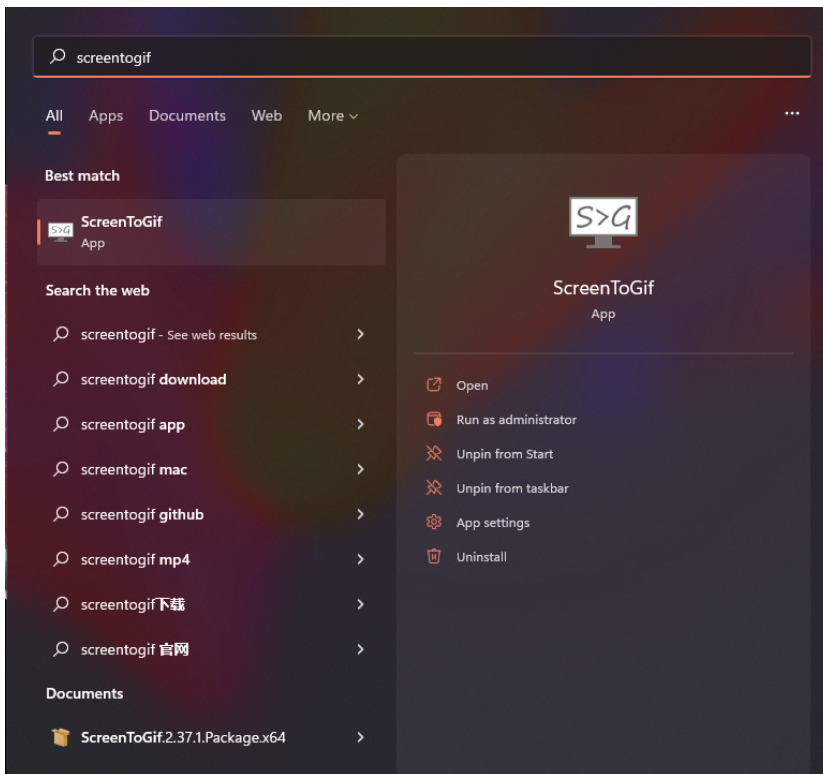 screentogif
All Apps Documents Web More
Best match
ScreenToGif
App
Search the web
screentogif - See web results
screentogif download
screentogif app
screentogif mac
screentogif github
screentogif mp4
screentogif下载
screentogif 官网
Documents
ScreenToGif.2.37.1.Package.x64
S>G
ScreenToGif
App
Open
Run as administrator
Unpin from Start
Unpin from taskbar
App settings
Uninstall